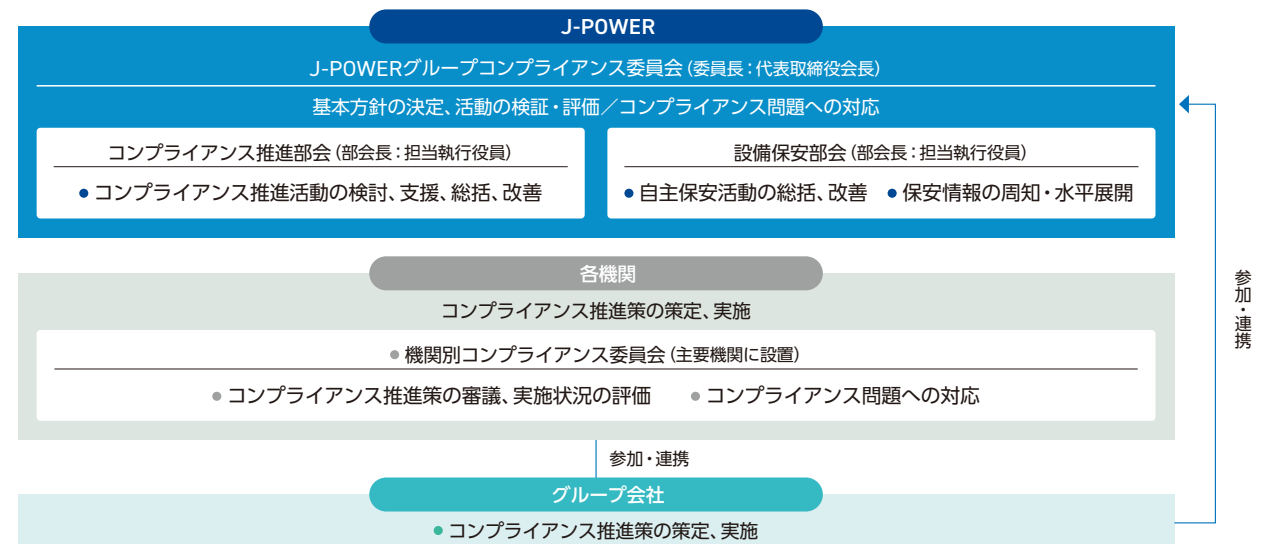 J-POWER
J-POWERグループコンプライアンス委員会（委員長：代表取締役会長）
基本方針の決定、活動の検証・評価／コンプライアンス問題への対応
コンプライアンス推進部会（部会長：担当執行役員）
● コンプライアンス推進活動の検討、支援、総括、改善
設備保安部会（部会長：担当執行役員）
● 自主保安活動の総括、改善 ● 保安情報の周知・水平展開
各機関
コンプライアンス推進策の策定、実施
● 機関別コンプライアンス委員会（主要機関に設置）
● コンプライアンス推進策の審議、実施状況の評価 ● コンプライアンス問題への対応
参加・連携
グループ会社
● コンプライアンス推進策の策定、実施
参加・連携